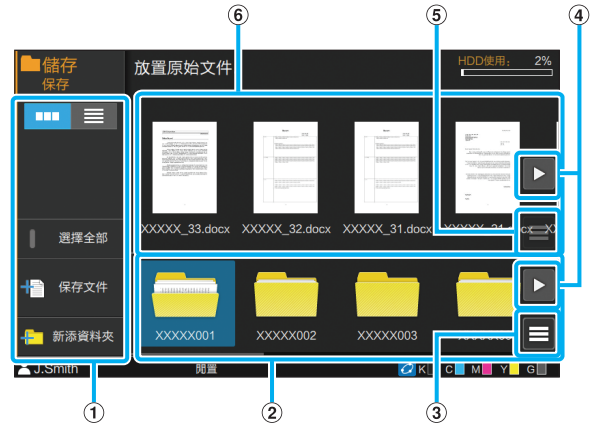 ⑥ ⑤ ④
儲存
保存
放置原始文件
HDD使用： 2%
XXXXX_33.docx XXXXX_32.docx XXXXX_31.docx
選擇全部
保存文件
新添資料夾
XXXXX001 XXXXX002 XXXXX003
J.Smith 閒置 K C M Y G
① ② ③